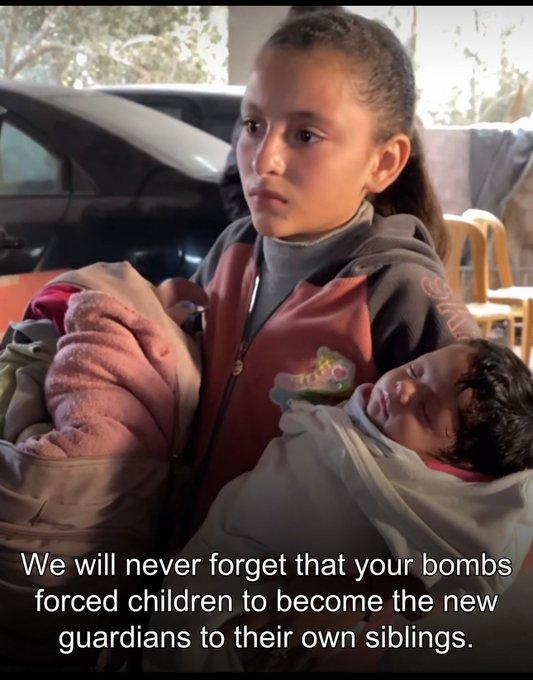 We will never forget that your bombs
forced children to become the new
guardians to their own siblings.